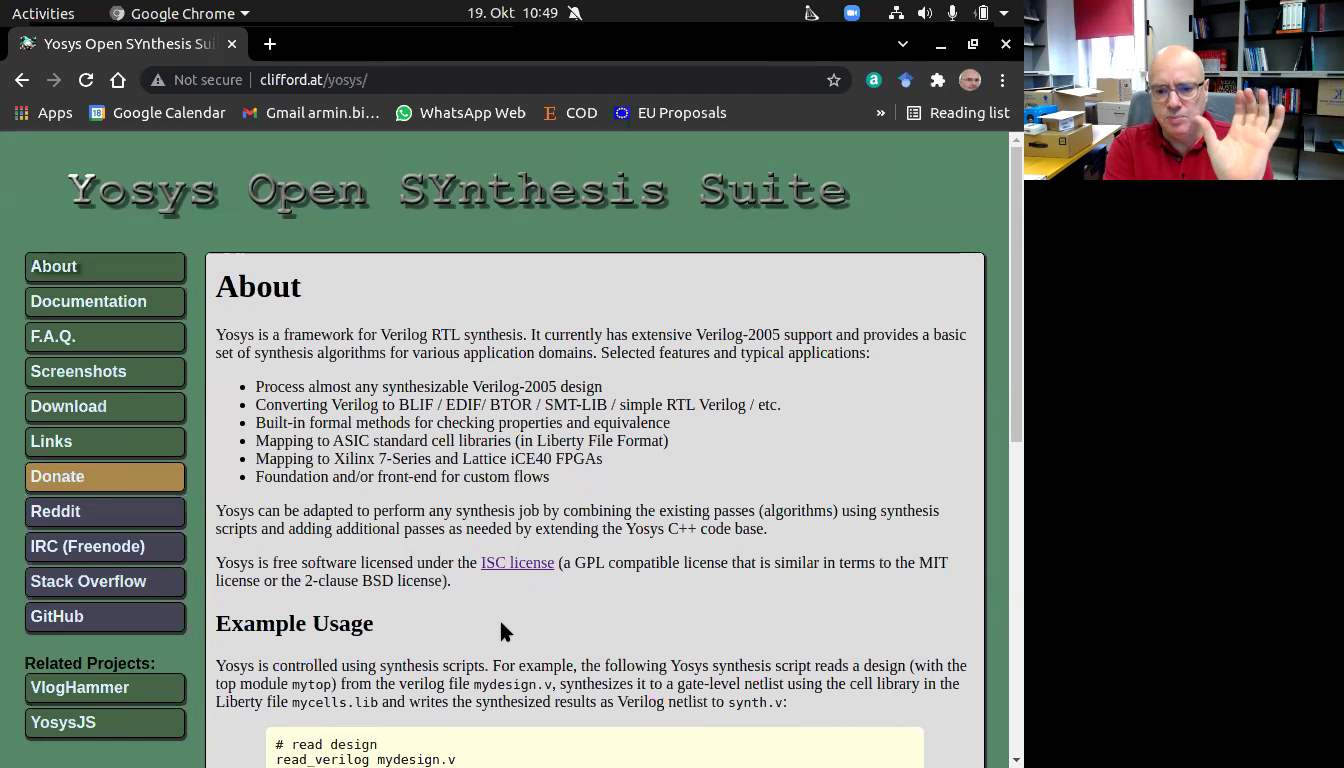 Activities
Google Chrome
19. Okt 10:49
Yosys Open SYnthesis Sui
Not secure
clifford.at/yosys/
Apps
Google Calendar
Gmail armin.bi...
WhatsApp Web
COD
EU Proposals
»
Reading list
Yosys Open SYnthesis Suite
About
Documentation
F.A.Q.
Screenshots
Download
Links
Donate
Reddit
IRC (Freenode)
Stack Overflow
GitHub
Related Projects:
VlogHammer
YosysJS
About
Yosys is a framework for Verilog RTL synthesis. It currently has extensive Verilog-2005 support and provides a basic
set of synthesis algorithms for various application domains. Selected features and typical applications:
• Process almost any synthesizable Verilog-2005 design
• Converting Verilog to BLIF / EDIF/ BTOR / SMT-LIB / simple RTL Verilog / etc.
• Built-in formal methods for checking properties and equivalence
• Mapping to ASIC standard cell libraries (in Liberty File Format)
• Mapping to Xilinx 7-Series and Lattice iCE40 FPGAs
• Foundation and/or front-end for custom flows
Yosys can be adapted to perform any synthesis job by combining the existing passes (algorithms) using synthesis
scripts and adding additional passes as needed by extending the Yosys C++ code base.
Yosys is free software licensed under the ISC license (a GPL compatible license that is similar in terms to the MIT
license or the 2-clause BSD license).
Example Usage
Yosys is controlled using synthesis scripts. For example, the following Yosys synthesis script reads a design (with the
top module mytop) from the verilog file mydesign.v, synthesizes it to a gate-level netlist using the cell library in the
Liberty file mycells.lib and writes the synthesized results as Verilog netlist to synth.v:
# read design
read_verilog mydesign.v